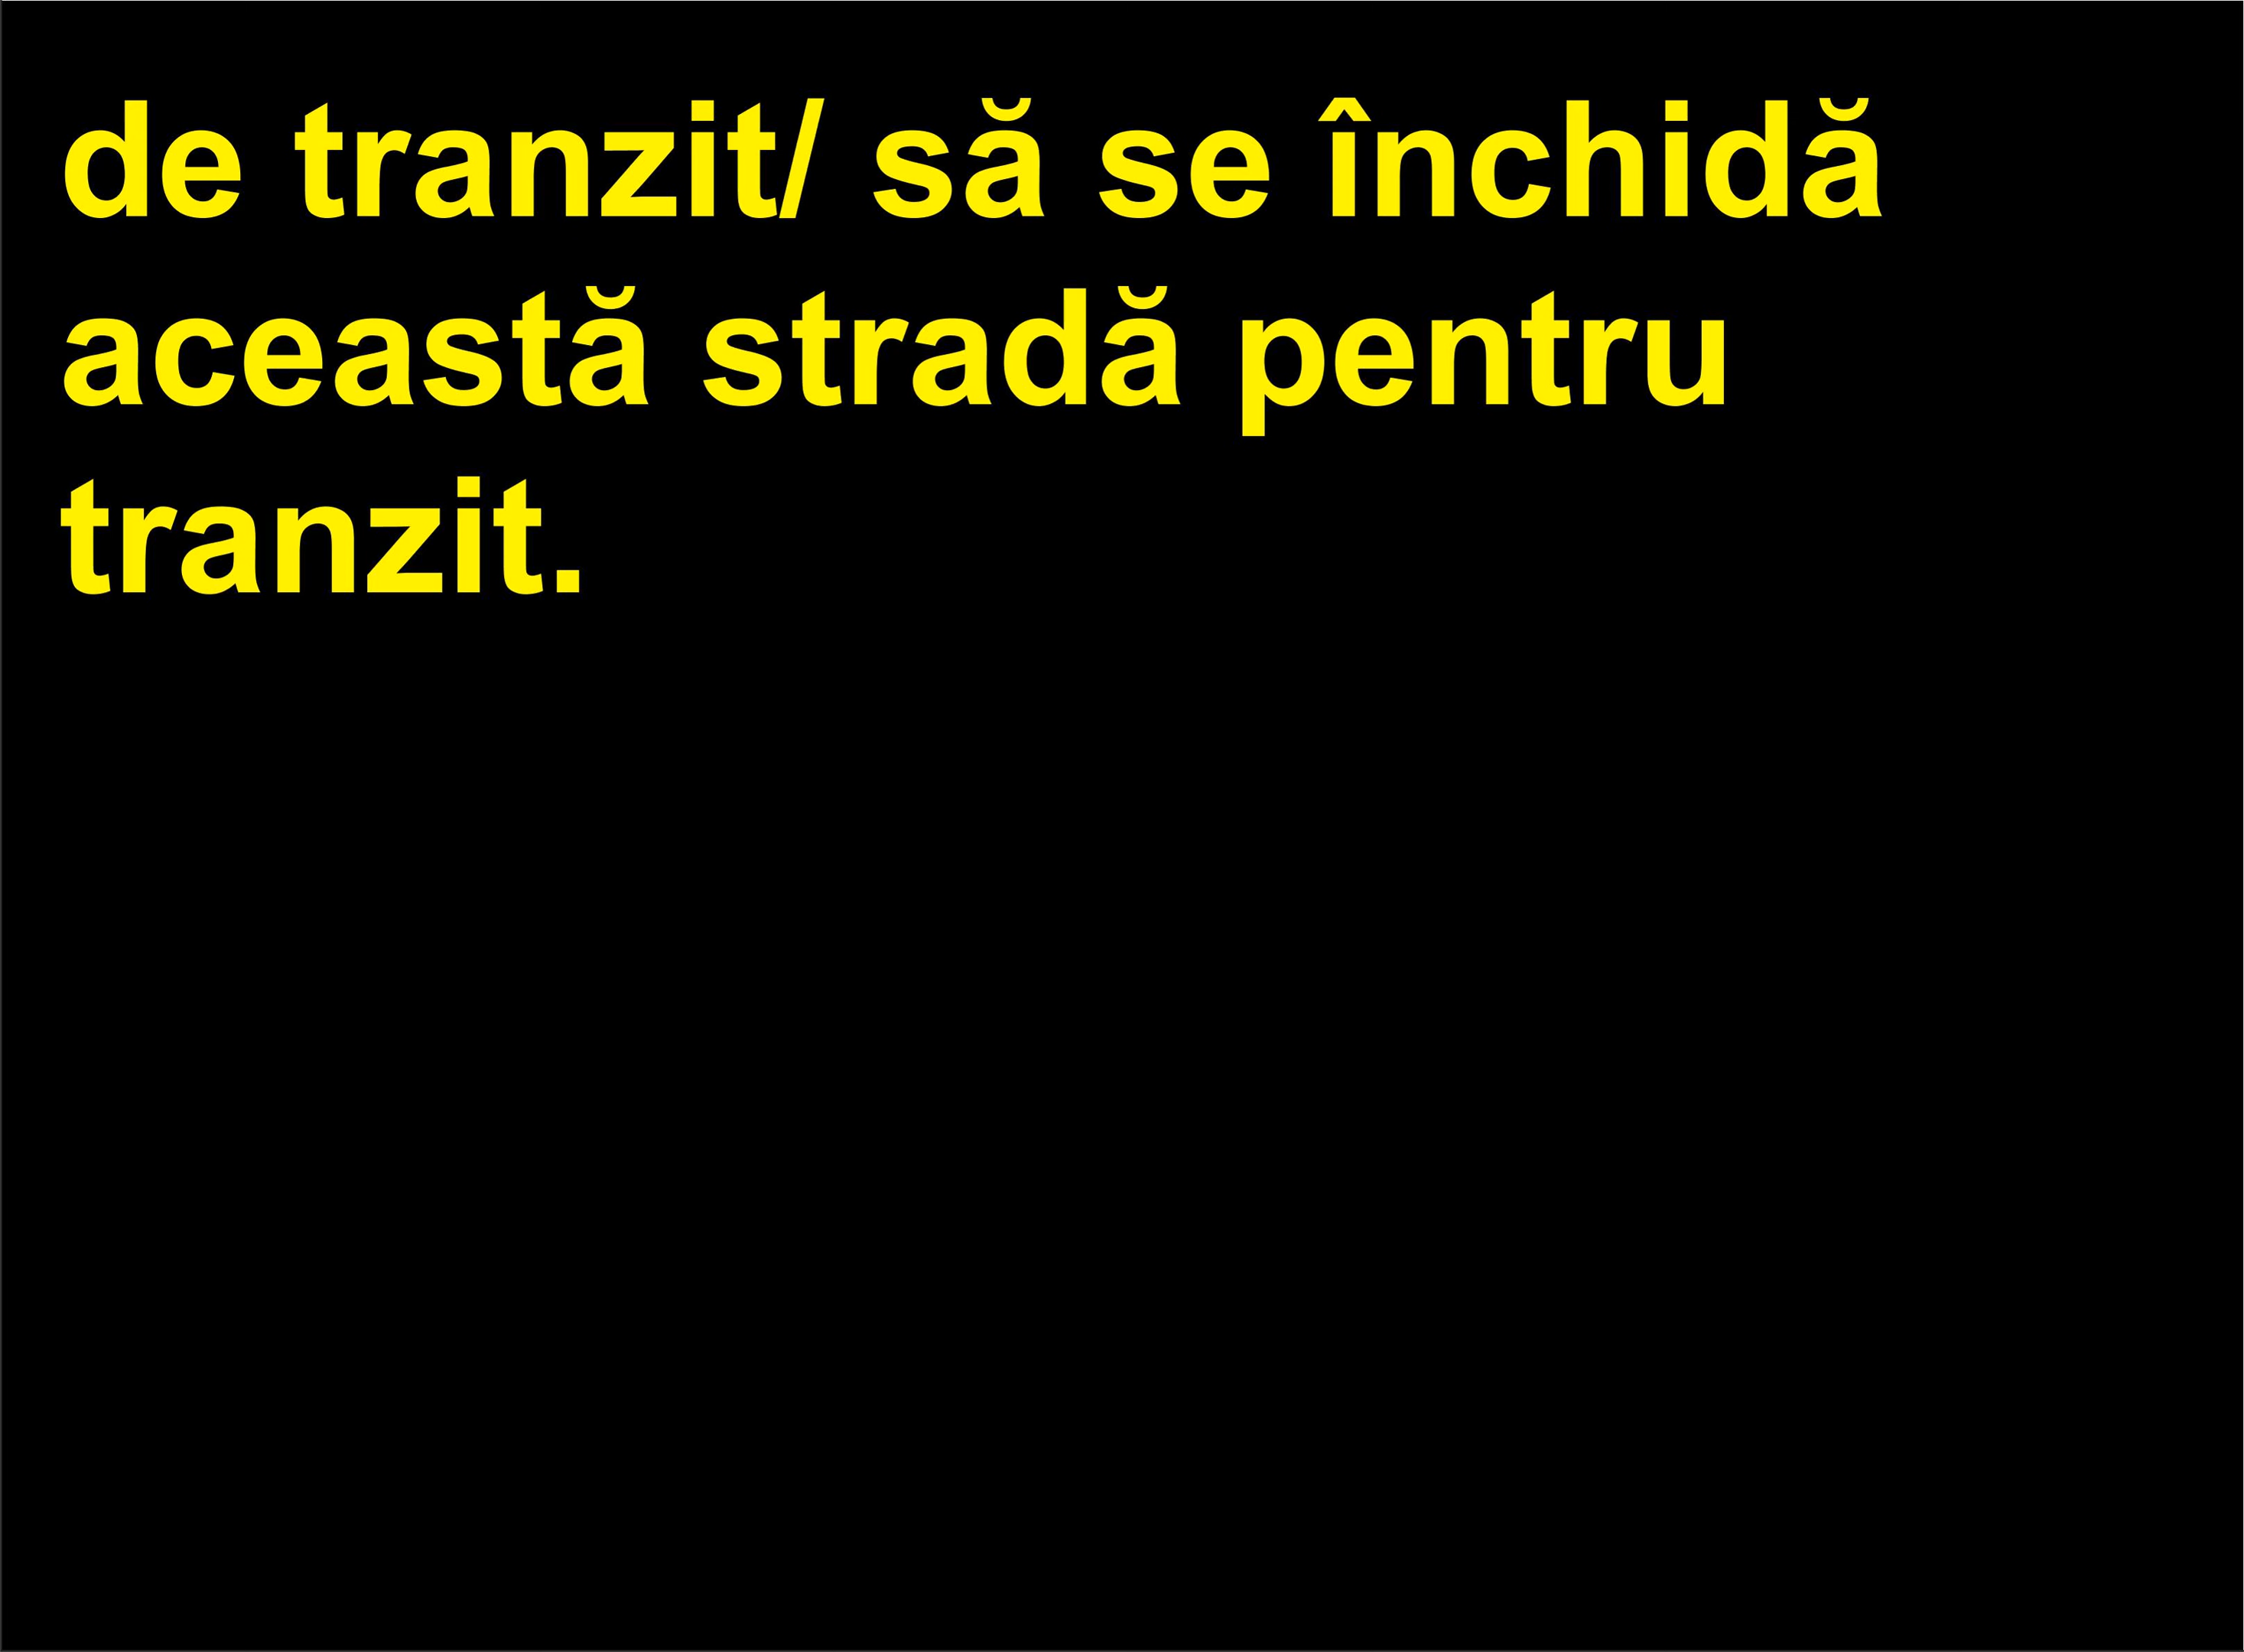 de tranzit/ să se închidă
această stradă pentru
tranzit.